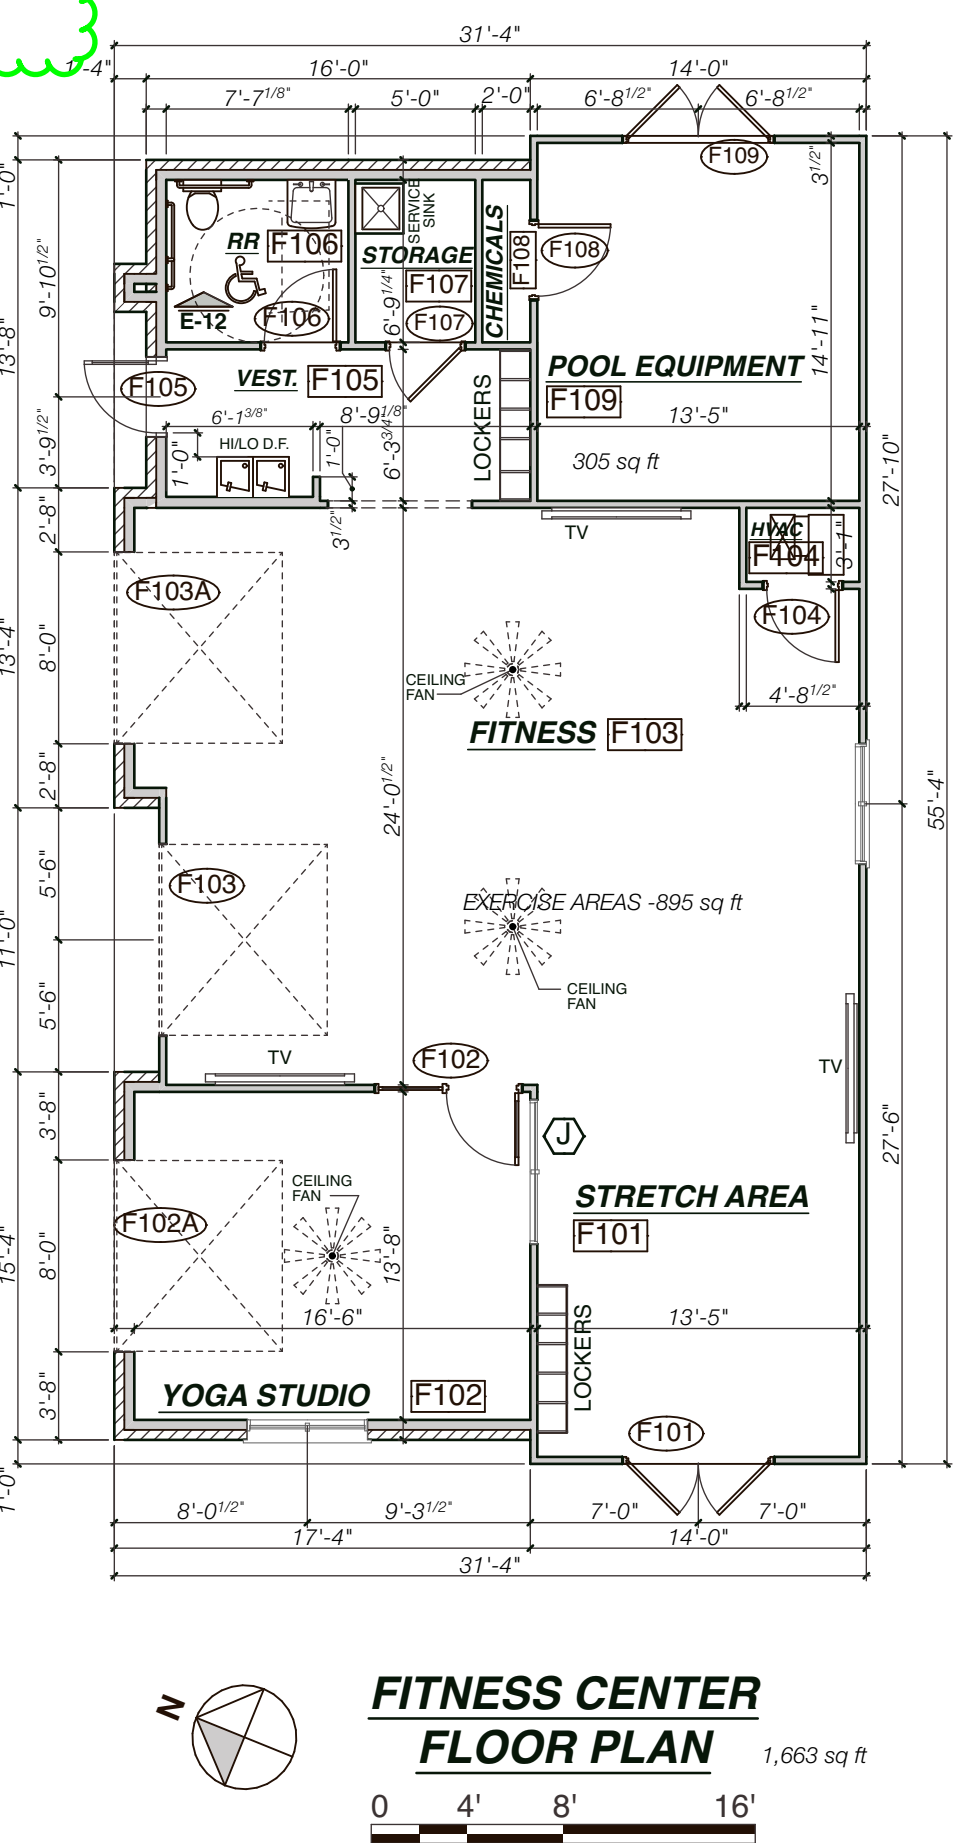 31'-4"
1'-4"
16'-0"
14'-0"
7'-7 1/8"
5'-0"
2'-0"
6'-8 1/2"
6'-8 1/2"
F109
3 1/2"
1'-0"
SERVICE
SINK
RR
F106
STORAGE
F107
CHEMICALS
F108
F108
9'-10 1/2"
E-12
F106
6'-9 1/4"
F107
13'-8"
14'-11"
POOL EQUIPMENT
F109
VEST.
F105
F105
LOCKERS
6'-1 3/8"
8'-9 1/8"
13'-5"
3'-9 1/2"
HI/LO D.F.
1'-0"
1'-0"
6'-3 3/4"
305 sq ft
27'-10"
2'-8"
3 1/2"
TV
HVAC
F104
3'-1"
F103A
F104
13'-4"
8'-0"
CEILING
FAN
4'-8 1/2"
FITNESS
F103
2'-8"
24'-0 1/2"
55'-4"
F103
5'-6"
EXERCISE AREAS -895 sq ft
11'-0"
5'-6"
CEILING
FAN
TV
F102
TV
3'-8"
J
27'-6"
CEILING
FAN
STRETCH AREA
F101
F102A
15'-4"
8'-0"
13'-8"
16'-6"
13'-5"
LOCKERS
3'-8"
YOGA STUDIO
F102
F101
1'-0"
8'-0 1/2"
9'-3 1/2"
7'-0"
7'-0"
17'-4"
14'-0"
31'-4"
N
FITNESS CENTER
FLOOR PLAN
1,663 sq ft
0 4' 8' 16'